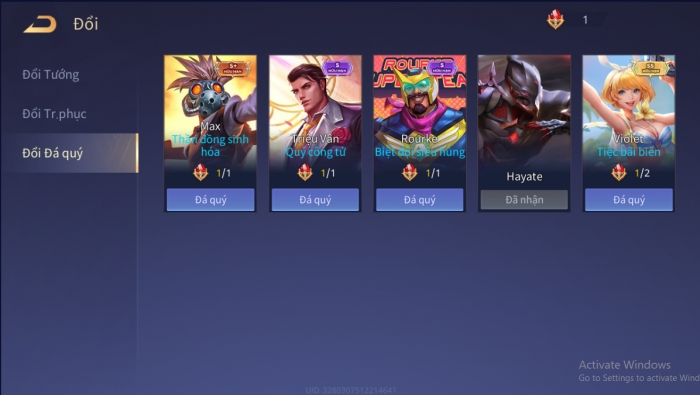 Đổi
1
Đổi Tướng
Đổi Tr.phục
Đổi Đá quý
S+
HỮU HẠN
Max
Thần đồng sinh
hóa
1/1
Đá quý
S
HỮU HẠN
Triệu Vân
Quý công tử
1/1
Đá quý
S
HỮU HẠN
Rourke
Biệt đội siêu hùng
1/1
Đá quý
Hayate
Đã nhận
SS
HỮU HẠN
Violet
Tiệc bãi biển
1/2
Đá quý
Activate Windows
Go to Settings to activate Wind